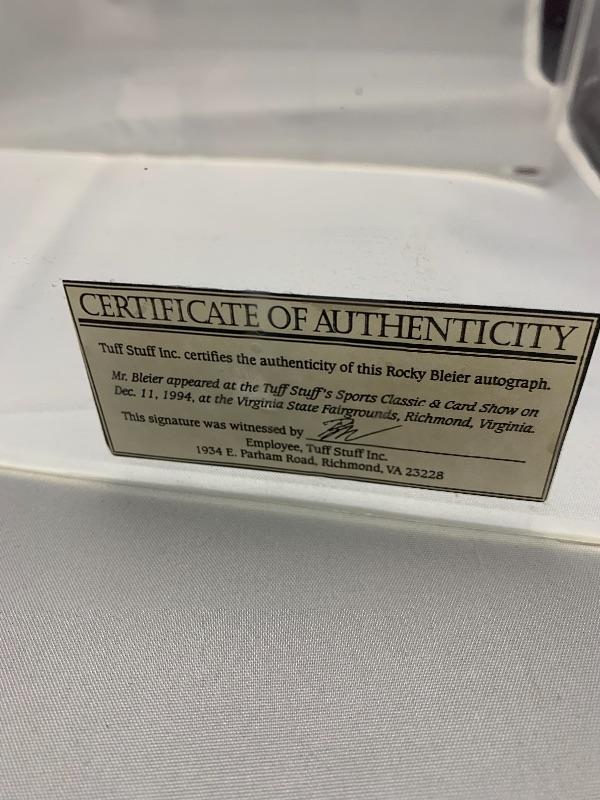 CERTIFICATE OF AUTHENTICITY
Tuff Stuff Inc. certifies the authenticity of this Rocky Bleier autograph.
Mr. Bleier appeared at the Tuff Stuff's Sports Classic & Card Show on
Dec. 11, 1994, at the Virginia State Fairgrounds, Richmond, Virginia.
This signature was witnessed by
Employee, Tuff Stuff Inc.
1934 E. Parham Road, Richmond, VA 23228